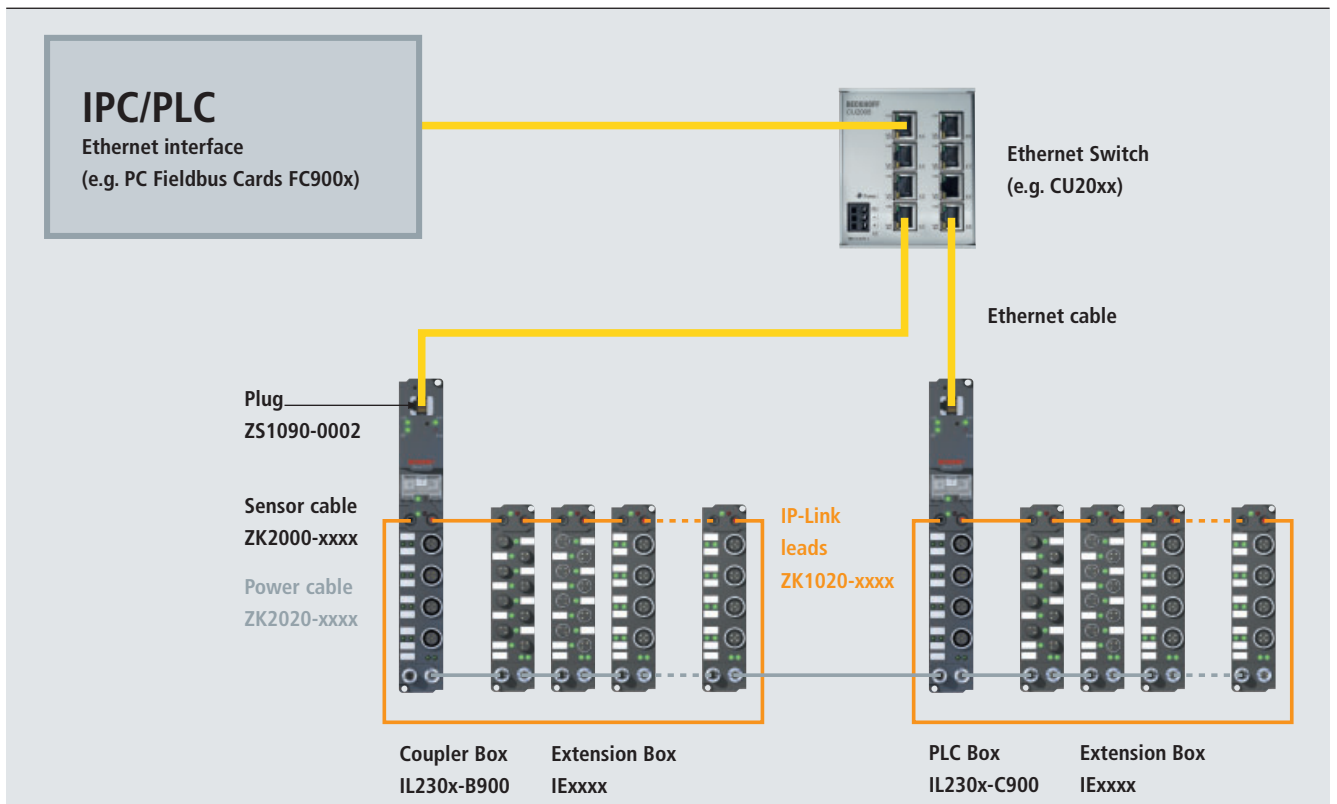 IPC/PLC
Ethernet interface
(e.g. PC Fieldbus Cards FC900x)
BECKHOFF
Ethernet Switch
(e.g. CU20xx)
Ethernet cable
Plug
ZS1090-0002
Sensor cable
ZK2000-xxxx
Power cable
ZK2020-xxxx
IP-Link
leads
ZK1020-xxxx
Coupler Box
IL230x-B900
Extension Box
IExxxx
PLC Box
IL230x-C900
Extension Box
IExxxx